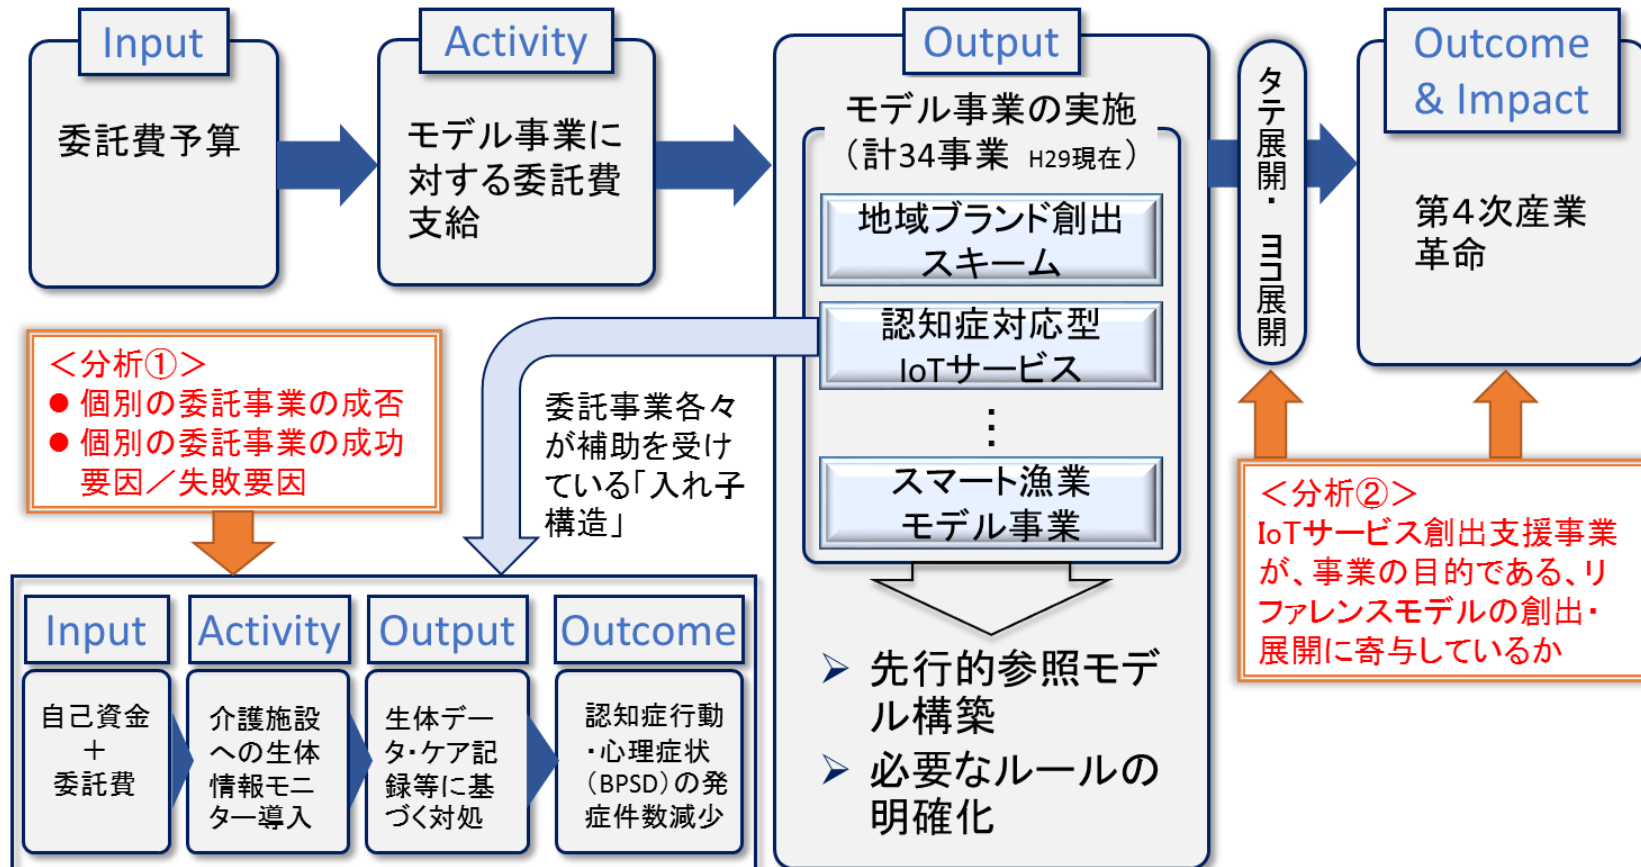 Input
委託費予算
Activity
モデル事業に
対する委託費
支給
Output
モデル事業の実施
（計34事業 H29現在）
地域ブランド創出
スキーム
認知症対応型
IoTサービス
⋮
スマート漁業
モデル事業
➢ 先行的参照モデ
ル構築
➢ 必要なルールの
明確化
タテ展開・ヨコ展開
Outcome
& Impact
第４次産業
革命
＜分析①＞
● 個別の委託事業の成否
● 個別の委託事業の成功
要因／失敗要因
委託事業各々
が補助を受け
ている「入れ子
構造」
＜分析②＞
IoTサービス創出支援事業
が、事業の目的である、リ
ファレンスモデルの創出・
展開に寄与しているか
Input
自己資金
＋
委託費
Activity
介護施設
への生体
情報モニ
ター導入
Output
生体デー
タ・ケア記
録等に基
づく対処
Outcome
認知症行動
・心理症状
（BPSD）の発
症件数減少